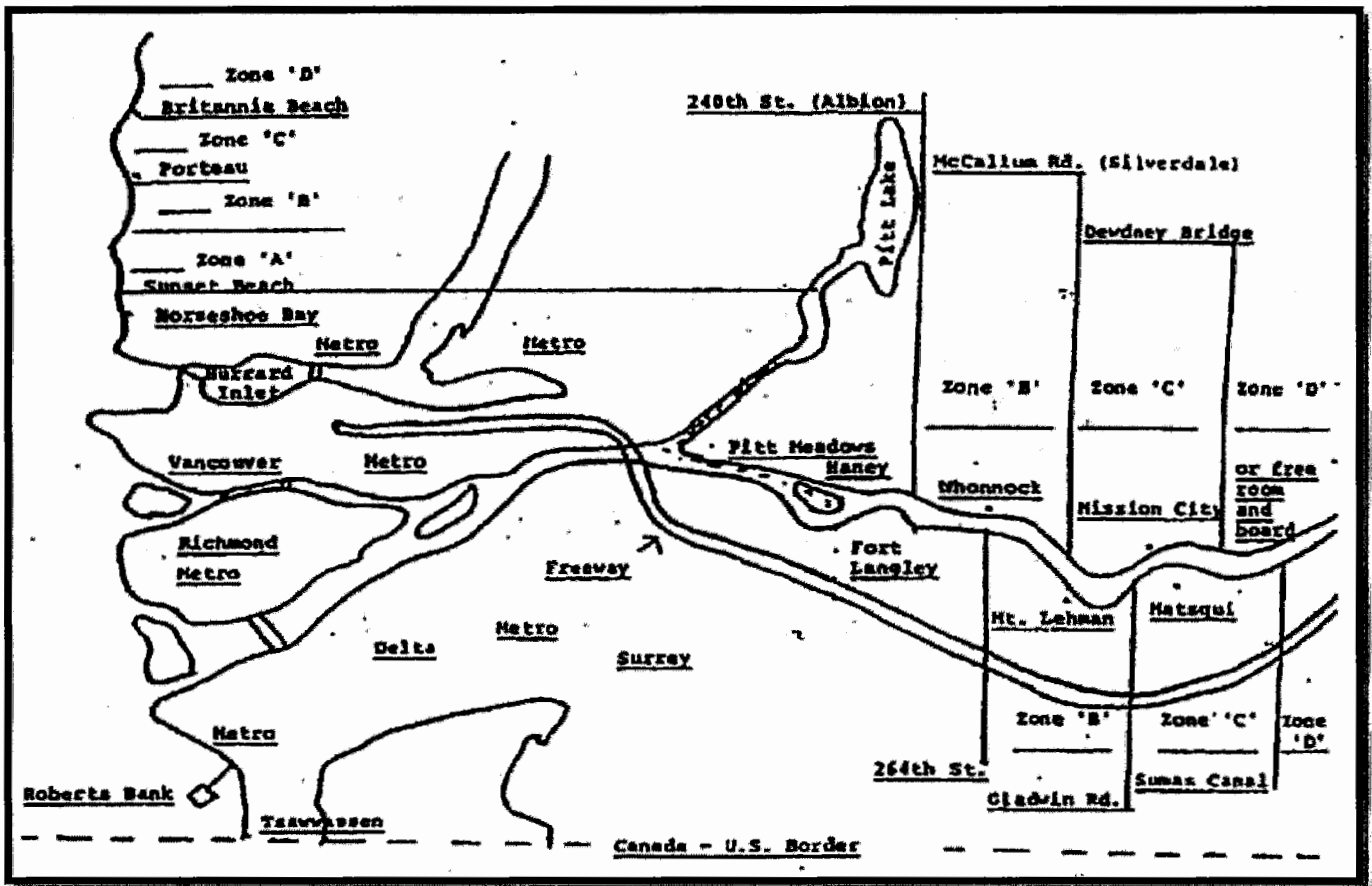 Zone "D"
Britannia Beach
Zone "C"
Porteau
Zone "B"
Zone "A"
Sunset Beach
Horseshoe Bay
Metro
Burrard
Inlet
Metro
240th St. (Albion)
Pitt Lake
McCallum Rd. (Silverdale)
Dewdney Bridge
Zone "B"
Zone "C"
Zone "D"
or free
room
and
board
Vancouver
Metro
Pitt Meadows
Haney
Whonnock
Mission City
Richmond
Metro
Freeway
Fort
Langley
Mt. Lehman
Matsqui
Delta
Metro
Surrey
Metro
Zone "B"
Zone "C"
Zone
"D"
264th St.
Gladwin Rd.
Sumas Canal
Roberts Bank
Tsawwassen
Canada - U.S. Border